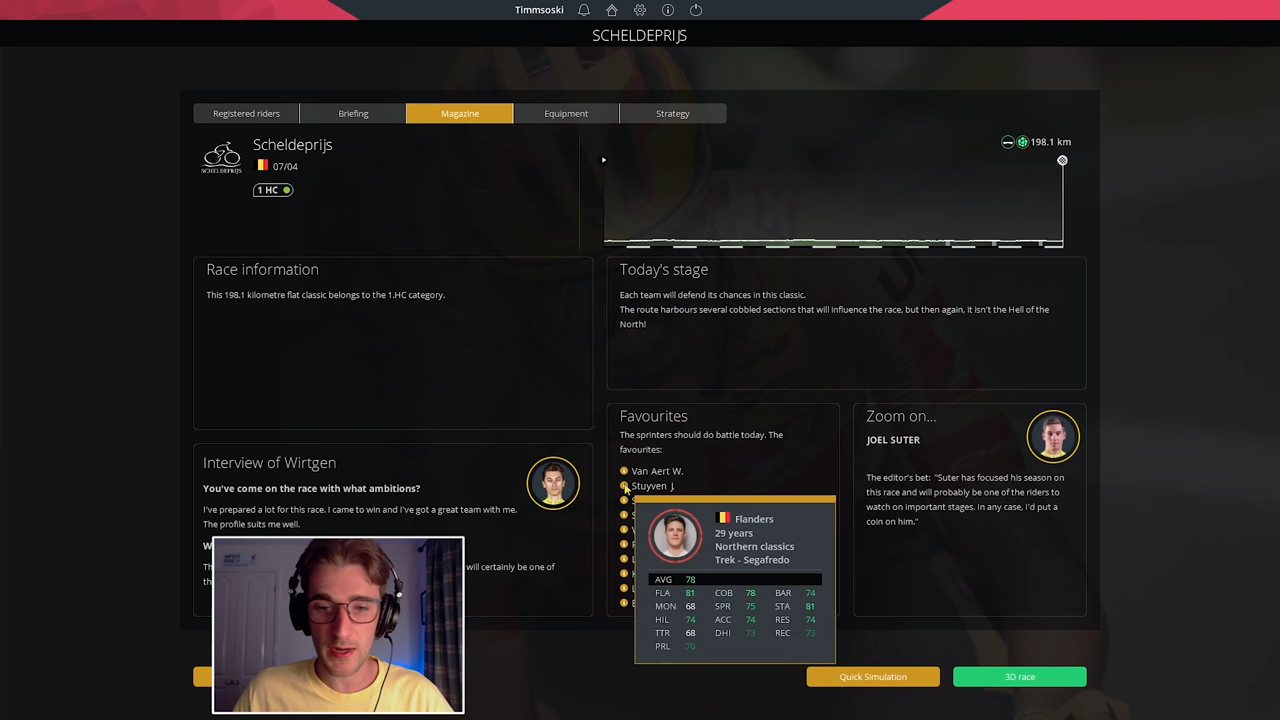 Timmsoski
SCHELDEPRIJS
Registered riders
Briefing
Magazine
Equipment
Strategy
Scheldeprijs
07/04
1 HC
SCHELDEPRIJS
198.1 km
Race information
This 198.1 kilometre flat classic belongs to the 1.HC category.
Today's stage
Each team will defend its chances in this classic.
The route harbours several cobbled sections that will influence the race, but then again, it isn't the Hell of the
North!
Interview of Wirtgen
You've come on the race with what ambitions?
I've prepared a lot for this race. I came to win and I've got a great team with me.
The profile suits me well.
will certainly be one of
Favourites
The sprinters should do battle today. The
favourites:
Van Aert W.
Stuyven J.
Flanders
29 years
Northern classics
Trek - Segafredo
AVG 78
FLA 81 COB 78 BAR 74
MON 68 SPR 75 STA 81
HIL 74 ACC 74 RES 74
TTR 68 DHI 73 REC 73
PRL 70
Zoom on...
JOEL SUTER
The editor's bet: "Suter has focused his season on
this race and will probably be one of the riders to
watch on important stages. In any case, I'd put a
coin on him."
Quick Simulation
3D race